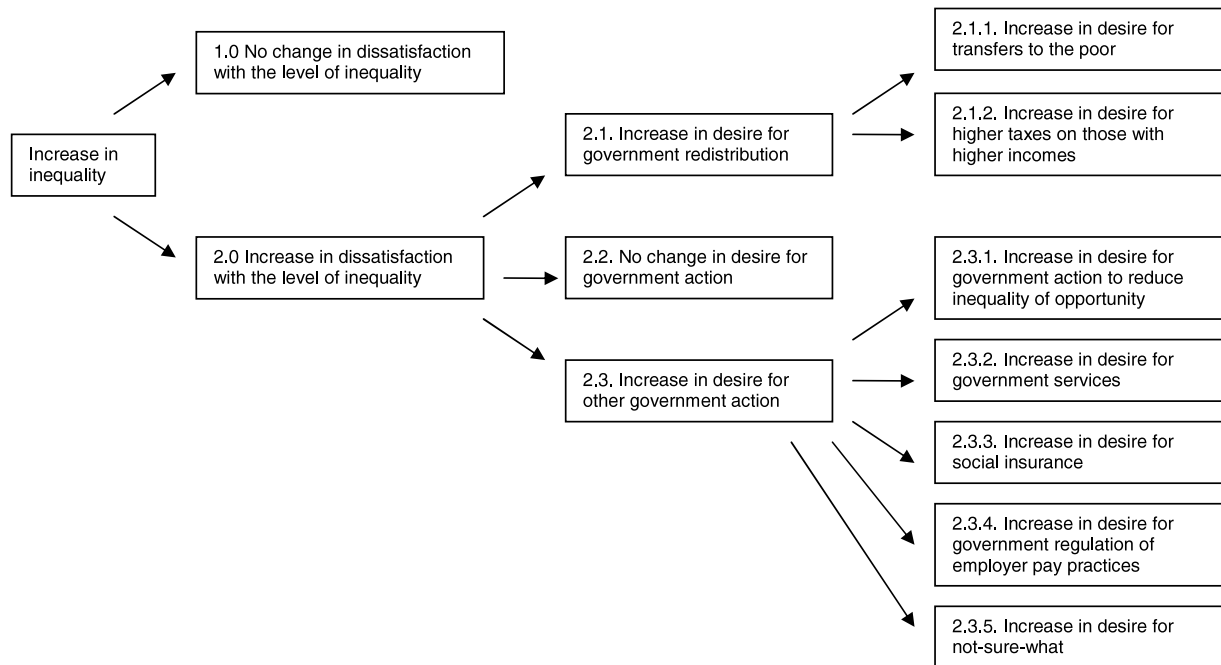 Increase in
inequality
1.0 No change in dissatisfaction
with the level of inequality
2.0 Increase in dissatisfaction
with the level of inequality
2.1. Increase in desire for
government redistribution
2.2. No change in desire for
government action
2.3. Increase in desire for
other government action
2.1.1. Increase in desire for
transfers to the poor
2.1.2. Increase in desire for
higher taxes on those with
higher incomes
2.3.1. Increase in desire for
government action to reduce
inequality of opportunity
2.3.2. Increase in desire for
government services
2.3.3. Increase in desire for
social insurance
2.3.4. Increase in desire for
government regulation of
employer pay practices
2.3.5. Increase in desire for
not-sure-what